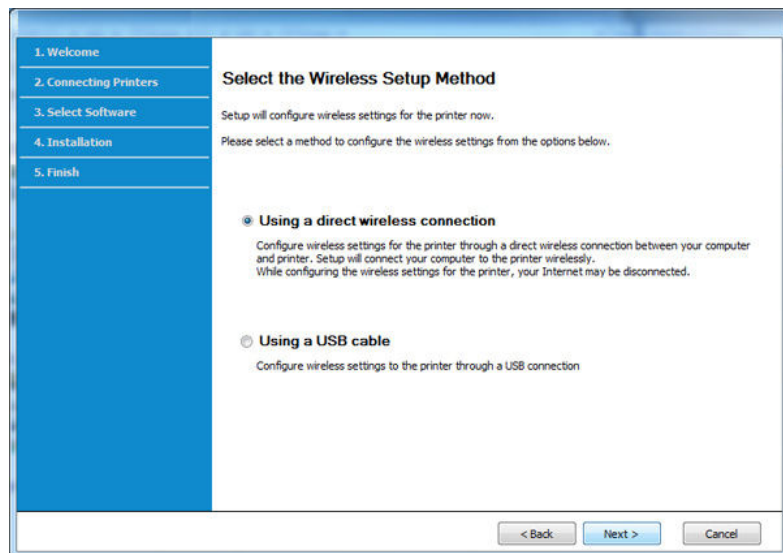 1. Welcome
2. Connecting Printers
3. Select Software
4. Installation
5. Finish
Select the Wireless Setup Method
Setup will configure wireless settings for the printer now.
Please select a method to configure the wireless settings from the options below.
Using a direct wireless connection
Configure wireless settings for the printer through a direct wireless connection between your computer
and printer. Setup will connect your computer to the printer wirelessly.
While configuring the wireless settings for the printer, your Internet may be disconnected.
Using a USB cable
Configure wireless settings to the printer through a USB connection
< Back
Next >
Cancel